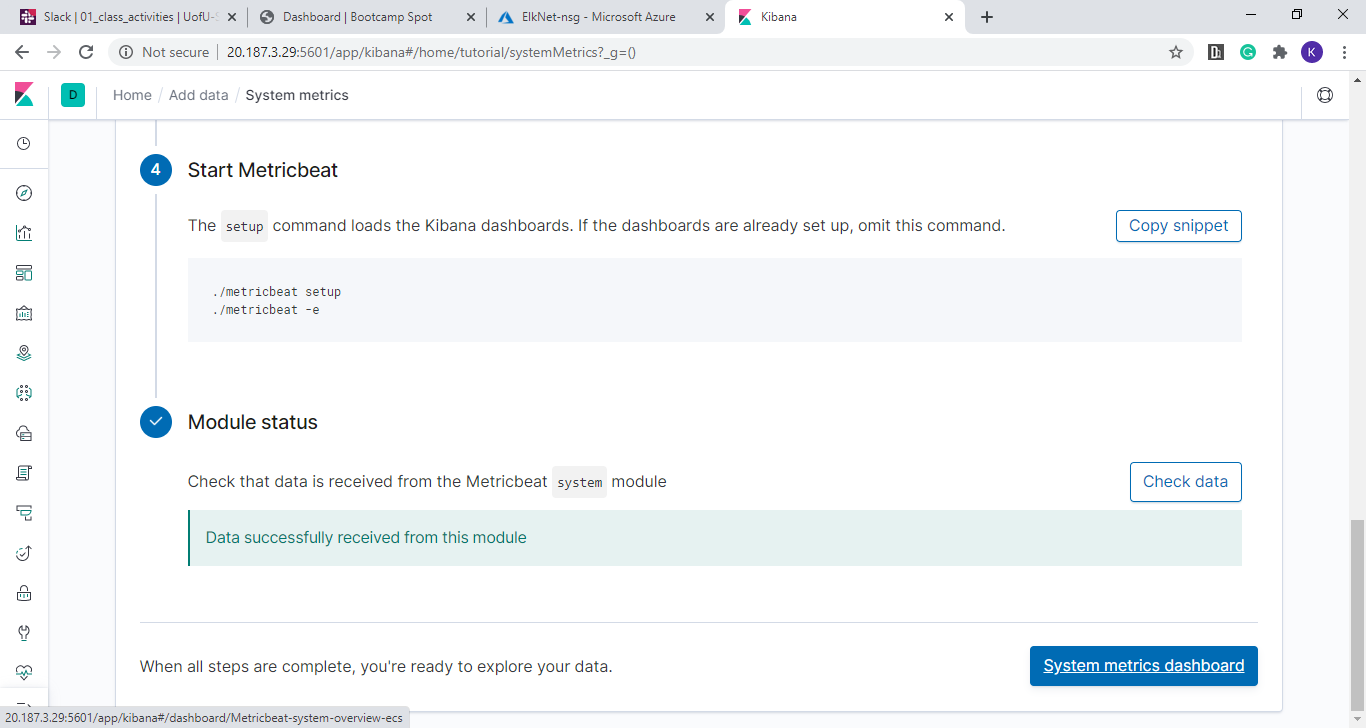 Slack | 01_class_activities | UofU-S
Dashboard | Bootcamp Spot
ElkNet-nsg - Microsoft Azure
Kibana
Not secure
20.187.3.29:5601/app/kibana#/home/tutorial/systemMetrics?_g=()
K
D
Home / Add data / System metrics
4
Start Metricbeat
The setup command loads the Kibana dashboards. If the dashboards are already set up, omit this command.
Copy snippet
./metricbeat setup
./metricbeat -e
Module status
Check that data is received from the Metricbeat system module
Check data
Data successfully received from this module
When all steps are complete, you're ready to explore your data.
System metrics dashboard
20.187.3.29:5601/app/kibana#/dashboard/Metricbeat-system-overview-ecs